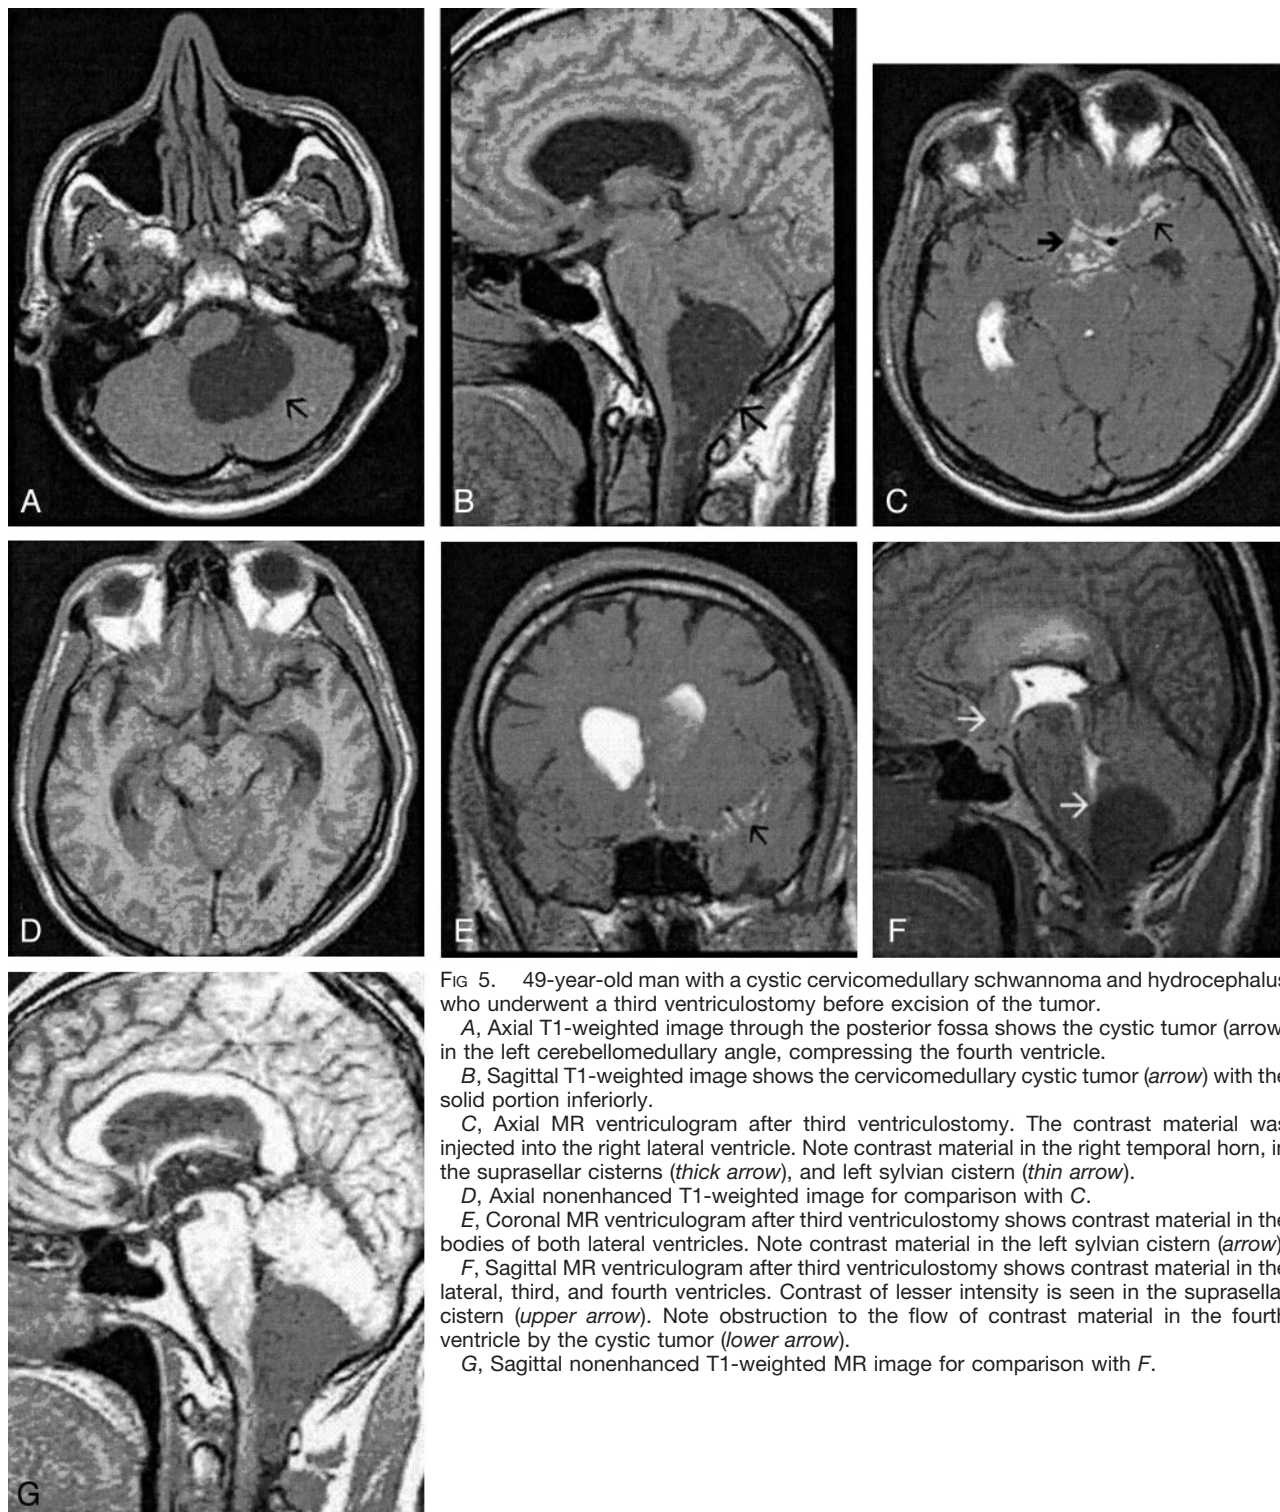 A
B
C
D
E
F
G
FIG 5. 49-year-old man with a cystic cervicomedullary schwannoma and hydrocephalus
who underwent a third ventriculostomy before excision of the tumor.
A, Axial T1-weighted image through the posterior fossa shows the cystic tumor (arrow
in the left cerebellomedullary angle, compressing the fourth ventricle.
B, Sagittal T1-weighted image shows the cervicomedullary cystic tumor (arrow) with the
solid portion inferiorly.
C, Axial MR ventriculogram after third ventriculostomy. The contrast material was
injected into the right lateral ventricle. Note contrast material in the right temporal horn, in
the suprasellar cisterns (thick arrow), and left sylvian cistern (thin arrow).
D, Axial nonenhanced T1-weighted image for comparison with C.
E, Coronal MR ventriculogram after third ventriculostomy shows contrast material in the
bodies of both lateral ventricles. Note contrast material in the left sylvian cistern (arrow)
F, Sagittal MR ventriculogram after third ventriculostomy shows contrast material in the
lateral, third, and fourth ventricles. Contrast of lesser intensity is seen in the suprasella
cistern (upper arrow). Note obstruction to the flow of contrast material in the fourth
ventricle by the cystic tumor (lower arrow).
G, Sagittal nonenhanced T1-weighted MR image for comparison with F.